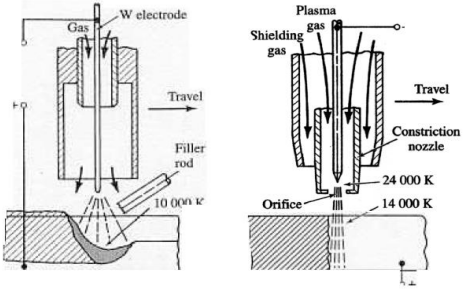 W electrode
Gas
Travel
Filler
rod
10 000 K
Plasma
gas
Shielding
gas
Travel
Constriction
nozzle
24 000 K
Orifice
14 000 K